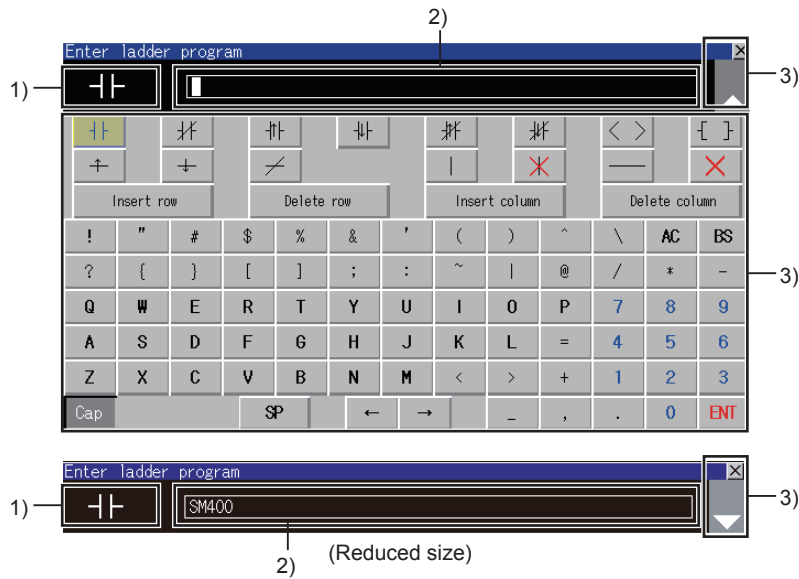 2)
Enter ladder program ×
1)
3)
< > { }
Insert row Delete row Insert column Delete column
! " # $ % & ' ( ) ^ \ AC BS
? { } [ ] ; : ~ | @ / * -
3)
Q W E R T Y U I O P 7 8 9
A S D F G H J K L = 4 5 6
Z X C V B N M < > + 1 2 3
Cap SP ← → _ , . 0 ENT
Enter ladder program ×
1)
SM400
3)
2)
(Reduced size)